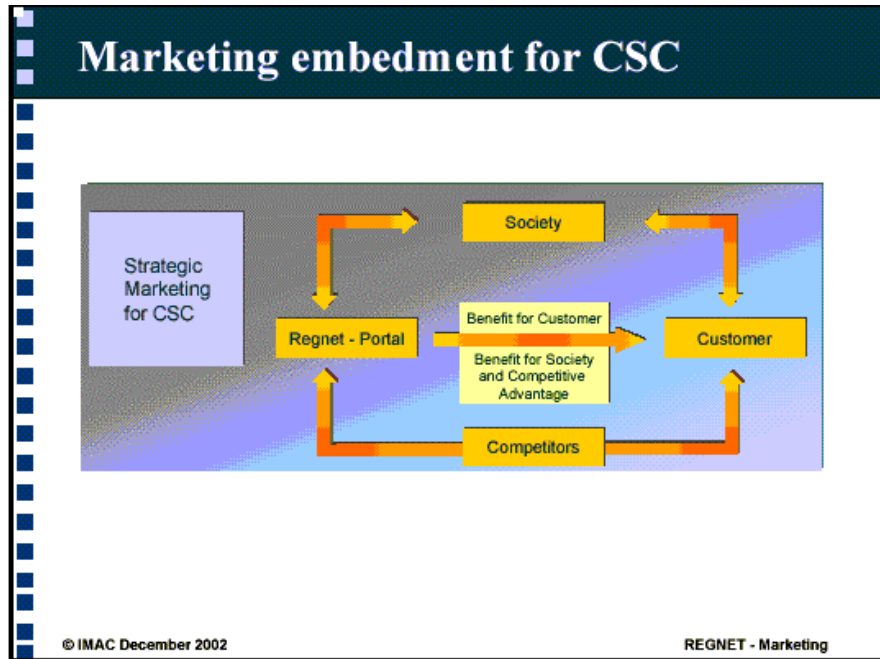 Marketing embedment for CSC
Strategic
Marketing
for CSC
Society
Regnet - Portal
Benefit for Customer
Benefit for Society
and Competitive
Advantage
Customer
Competitors
© IMAC December 2002
REGNET - Marketing